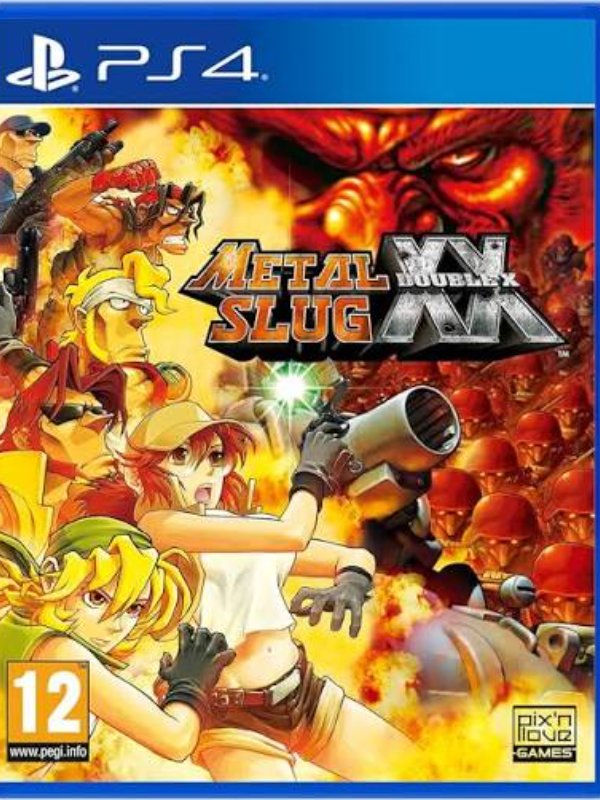 PS4
METAL
SLUG
XX
DOUBLE X
TM
12
www.pegi.info
pix'n
love
GAMES